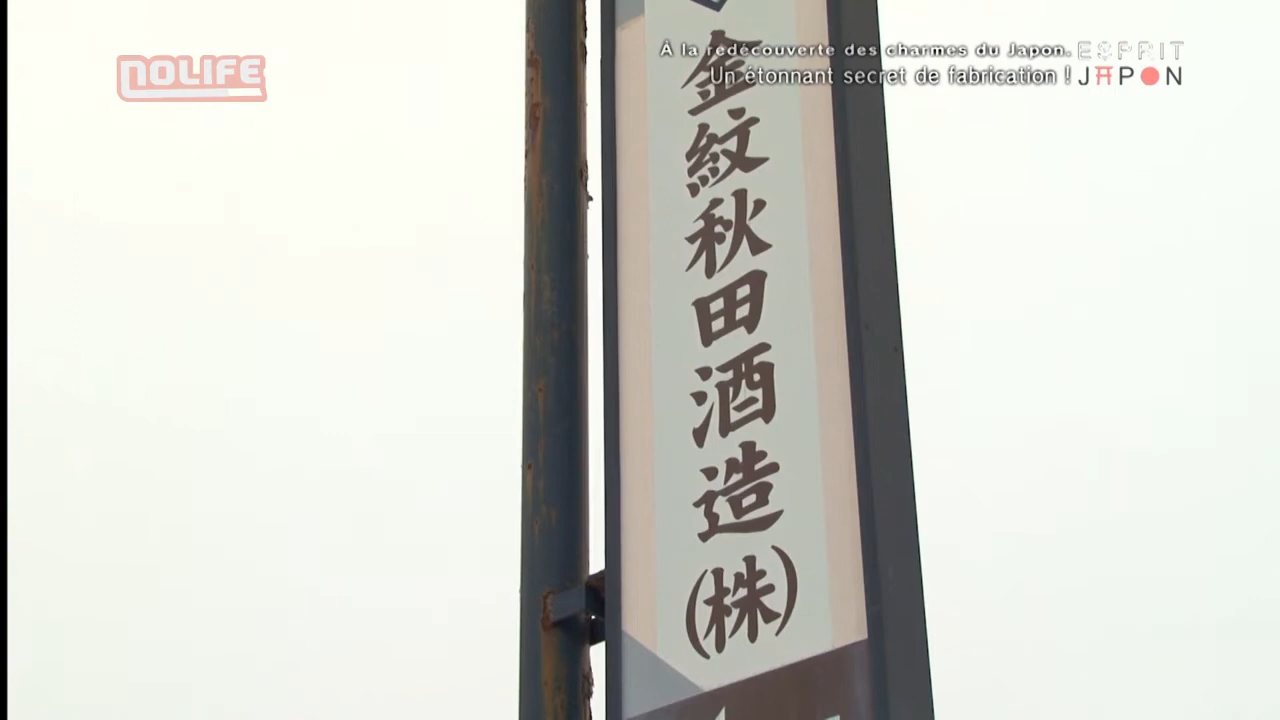 NOLIFE
À la redécouverte des charmes du Japon.
Un étonnant secret de fabrication !
ESPRIT
JAPON
金紋秋田酒造(株)